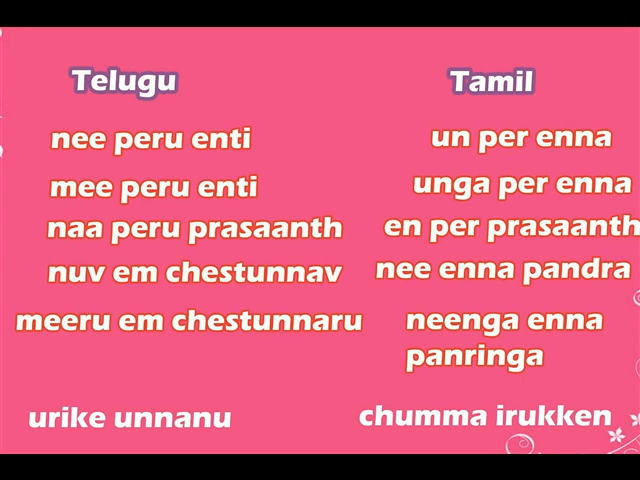 Telugu Tamil
nee peru enti un per enna
mee peru enti unga per enna
naa peru prasaanth en per prasaanth
nuv em chestunnav nee enna pandra
meeru em chestunnaru neenga enna
panringa
urike unnanu chumma irukken